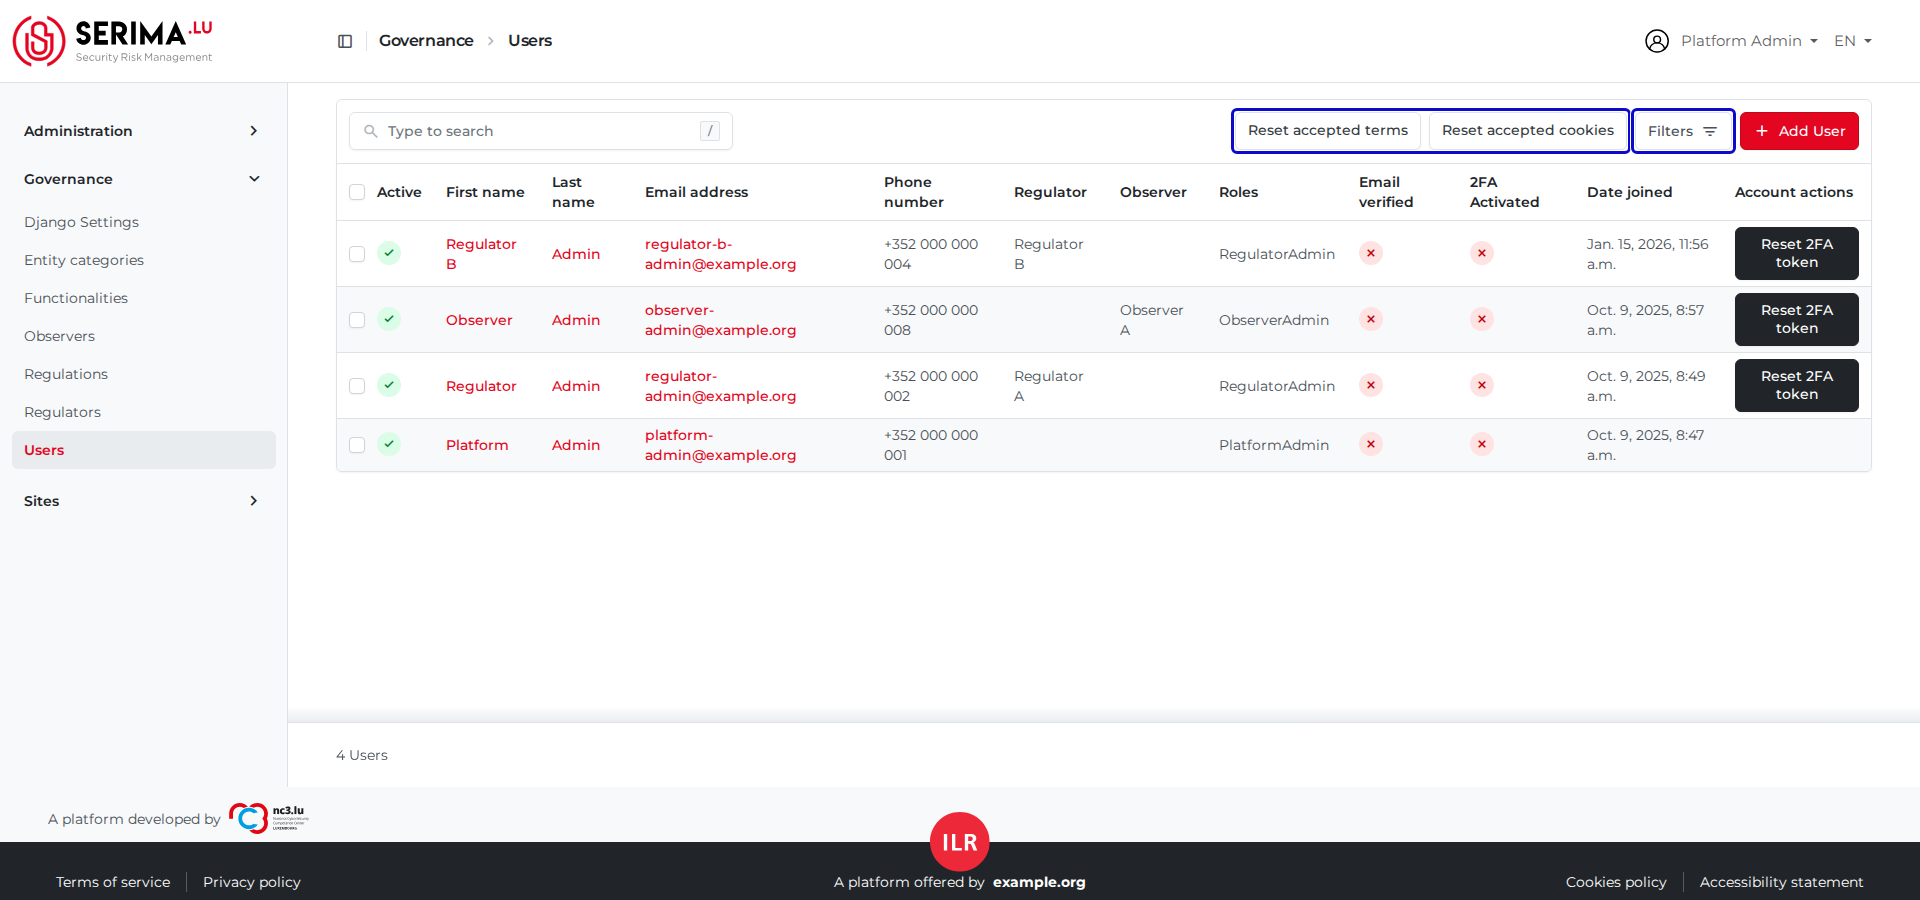 SERIMA.LU
Security Risk Management
Governance > Users
Platform Admin
EN
Administration
Governance
Django Settings
Entity categories
Functionalities
Observers
Regulations
Regulators
Users
Sites
Type to search /
Reset accepted terms
Reset accepted cookies
Filters
+ Add User
Active First name Last name Email address Phone number Regulator Observer Roles Email verified 2FA Activated Date joined Account actions
Regulator B Admin regulator-b-admin@example.org +352 000 000 004 Regulator B RegulatorAdmin Jan. 15, 2026, 11:56 a.m. Reset 2FA token
Observer Admin observer-admin@example.org +352 000 000 008 Observer A ObserverAdmin Oct. 9, 2025, 8:57 a.m. Reset 2FA token
Regulator Admin regulator-admin@example.org +352 000 000 002 Regulator A RegulatorAdmin Oct. 9, 2025, 8:49 a.m. Reset 2FA token
Platform Admin platform-admin@example.org +352 000 000 001 PlatformAdmin Oct. 9, 2025, 8:47 a.m.
4 Users
A platform developed by
nc3.lu
LUXEMBOURG
ILR
Terms of service
Privacy policy
A platform offered by example.org
Cookies policy
Accessibility statement